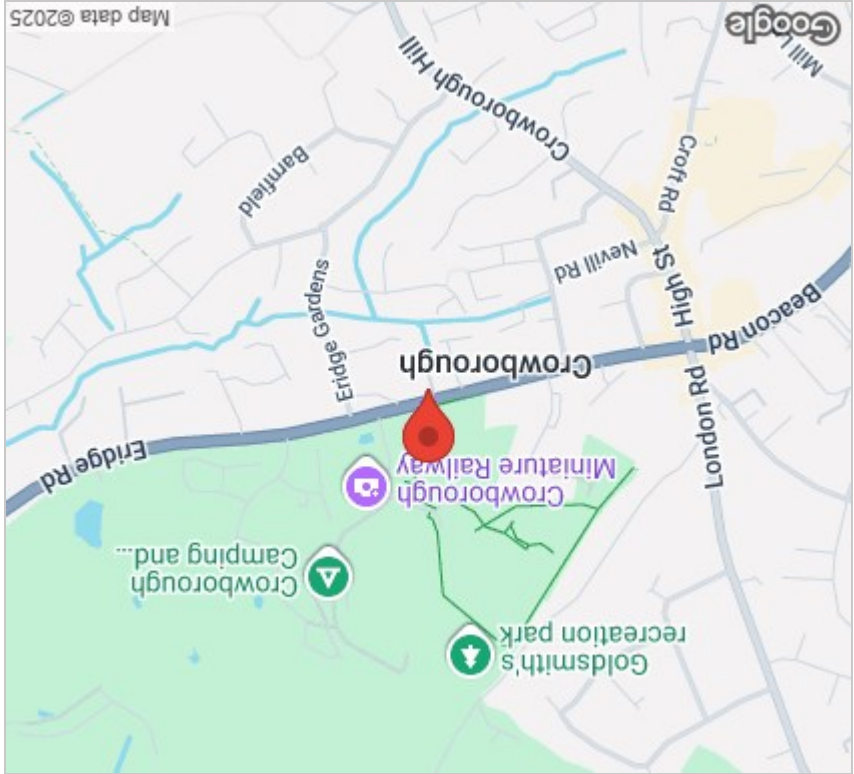 Goldsmith's
recreation park
Crowborough
Camping and...
Crowborough
Miniature Railway
London Rd
Eridge Rd
Crowborough
Beacon Rd
High St
Eridge Gardens
Nevill Rd
Croft Rd
Barnfield
Crowborough Hill
Mill L
Google
Map data ©2025